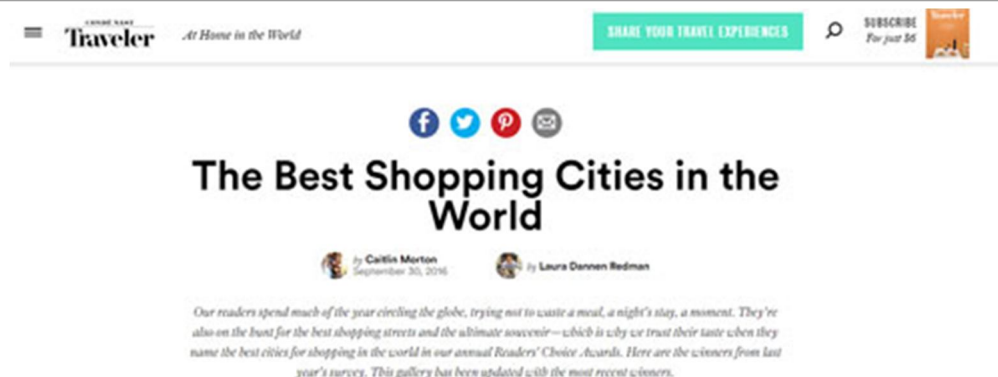 CONDÉ NAST
Traveler
At Home in the World
SHARE YOUR TRAVEL EXPERIENCES
SUBSCRIBE
For just $6
Traveler
The Best Shopping Cities in the
World
by Caitlin Morton
September 30, 2016
by Laura Dannen Redman
Our readers spend much of the year circling the globe, trying not to waste a meal, a night's stay, a moment. They're
also on the hunt for the best shopping streets and the ultimate souvenir—which is why we trust their taste when they
name the best cities for shopping in the world in our annual Readers' Choice Awards. Here are the winners from last
year's survey. This gallery has been updated with the most recent winners.